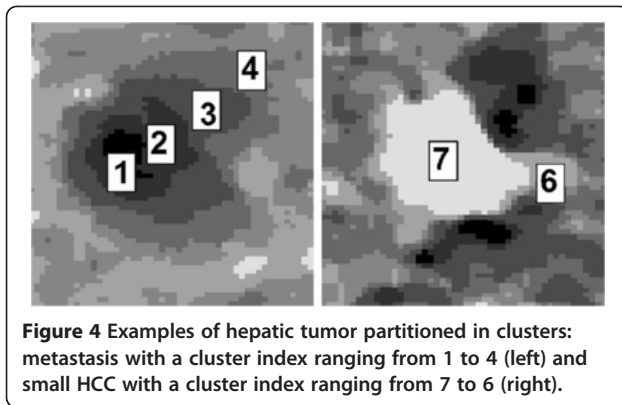 4
3
2
1
7
6
Figure 4 Examples of hepatic tumor partitioned in clusters:
metastasis with a cluster index ranging from 1 to 4 (left) and
small HCC with a cluster index ranging from 7 to 6 (right).